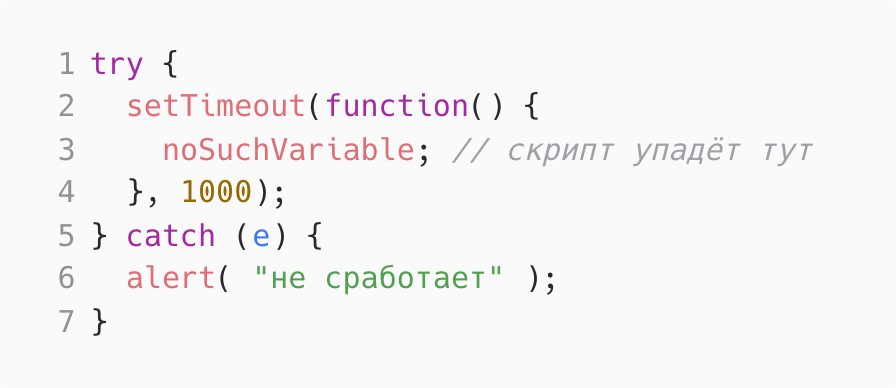 1 try {
2   setTimeout(function() {
3     noSuchVariable; // скрипт упадёт тут
4   }, 1000);
5 } catch (e) {
6   alert( "не сработает" );
7 }